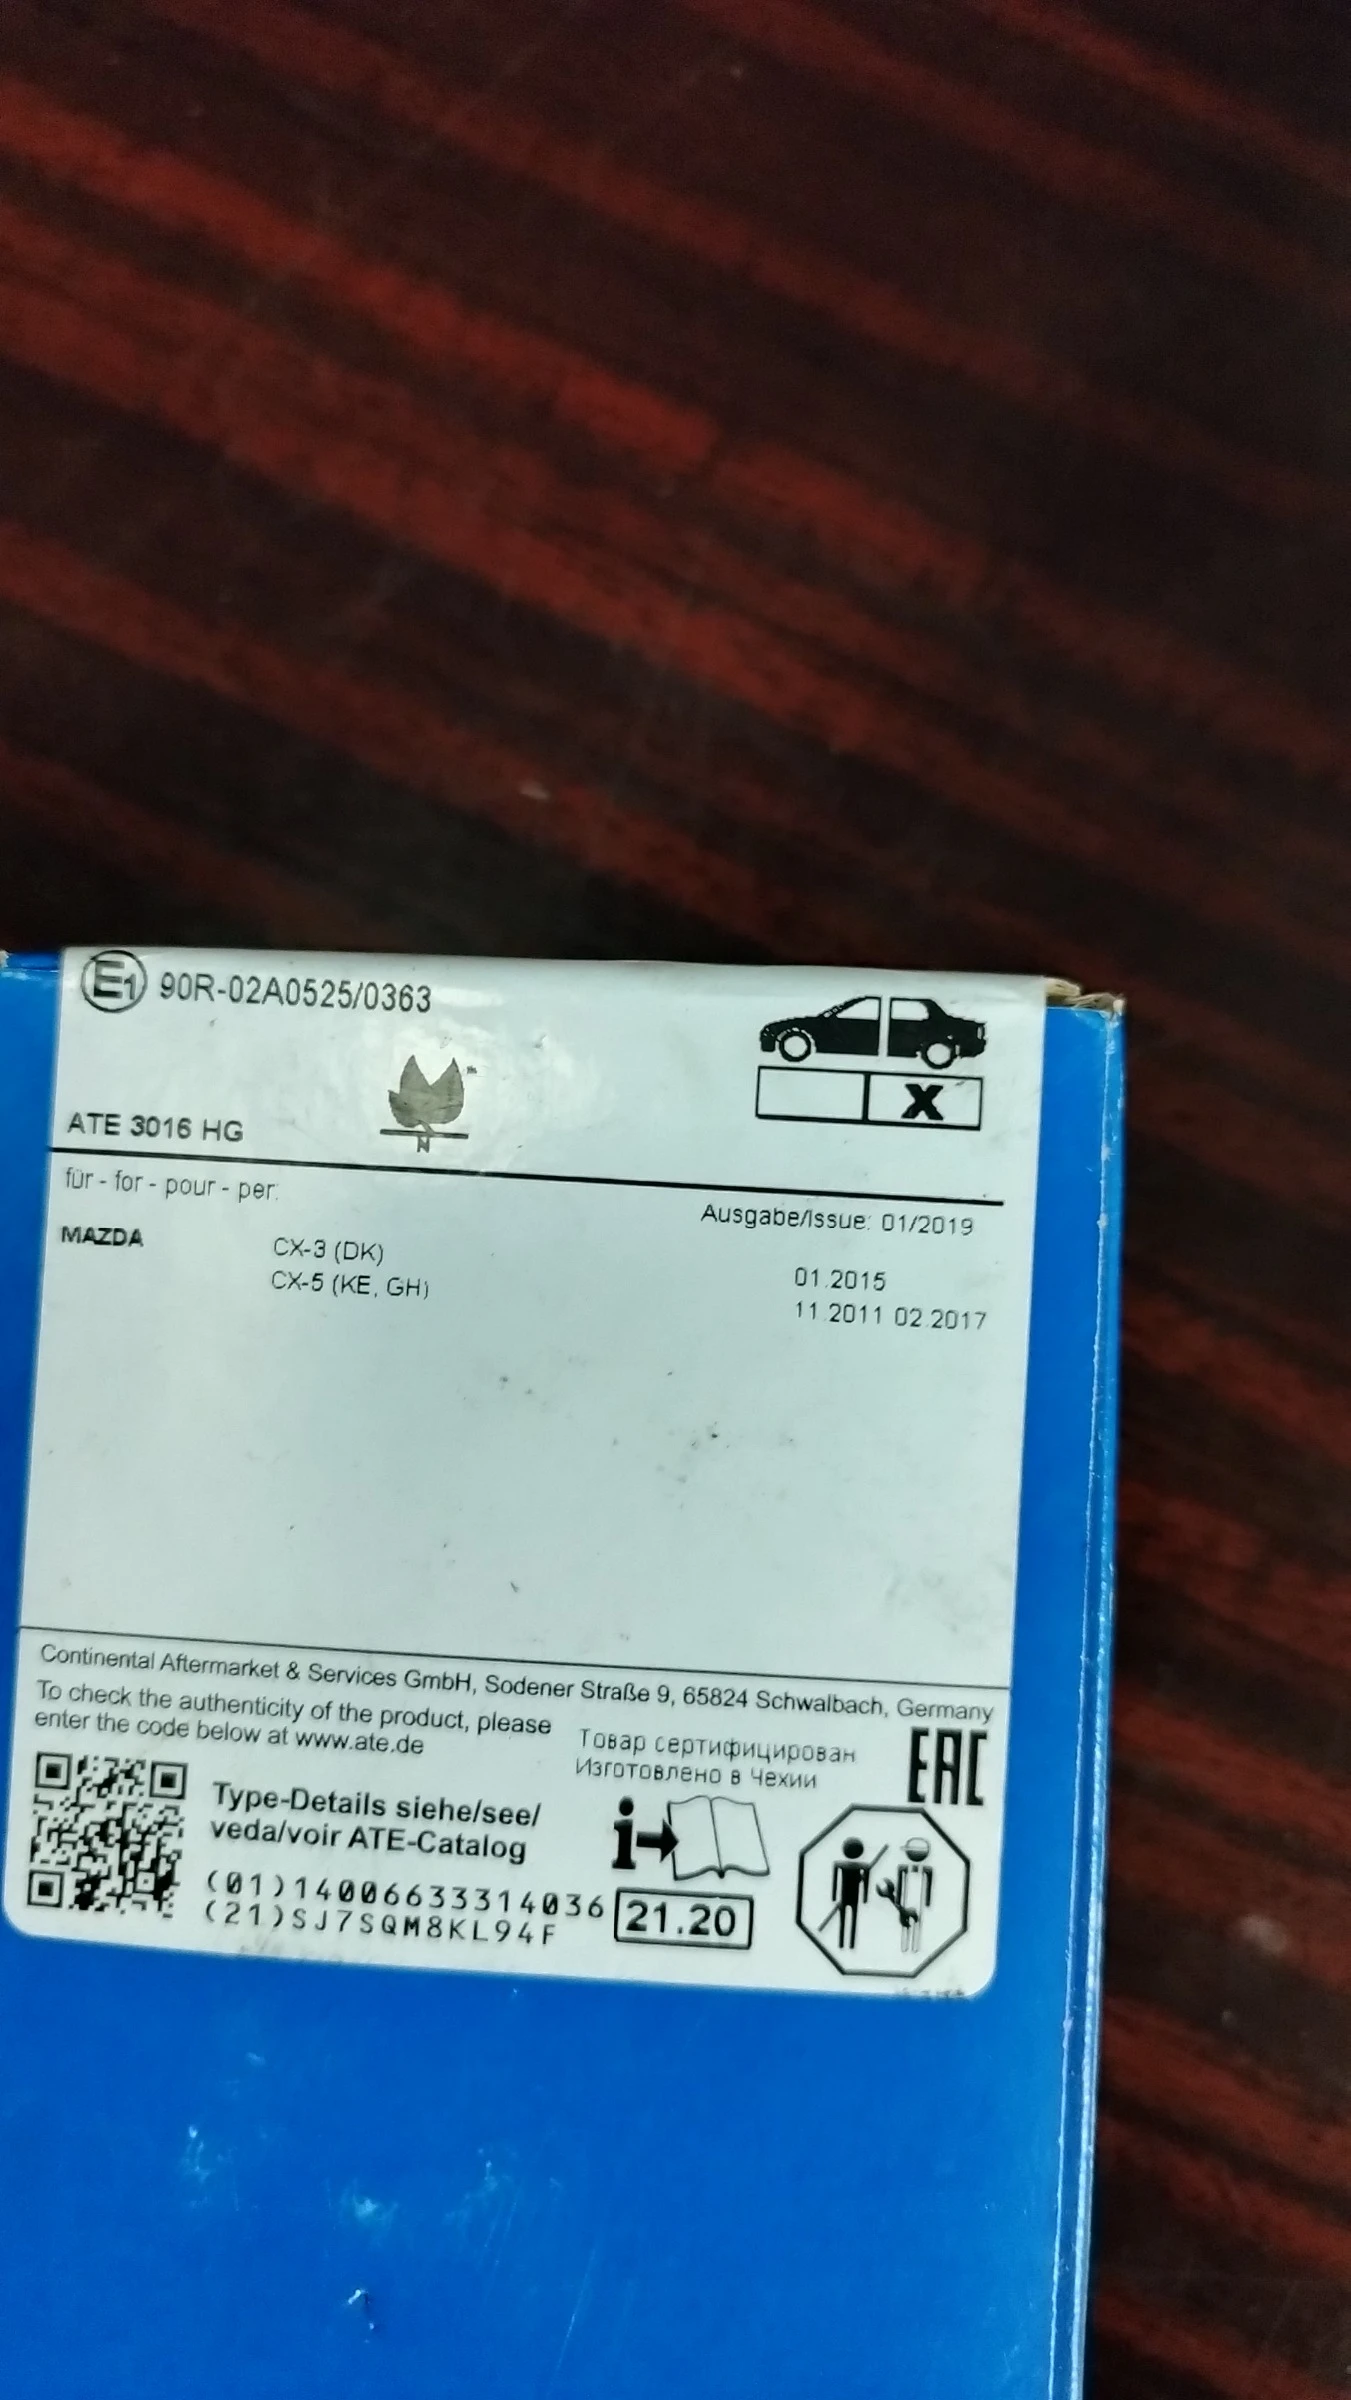 E1 90R-02A0525/0363
X
ATE 3016 HG
N
für - for - pour - per:
Ausgabe/Issue: 01/2019
MAZDA CX-3 (DK) 01.2015
CX-5 (KE, GH) 11.2011 02.2017
Continental Aftermarket & Services GmbH, Sodener Straße 9, 65824 Schwalbach, Germany
To check the authenticity of the product, please
enter the code below at www.ate.de
Товар сертифицирован
Изготовлено в Чехии
EAC
Type-Details siehe/see/
veda/voir ATE-Catalog
i
(01)14006633314036
(21)SJ7SQM8KL94F
21.20